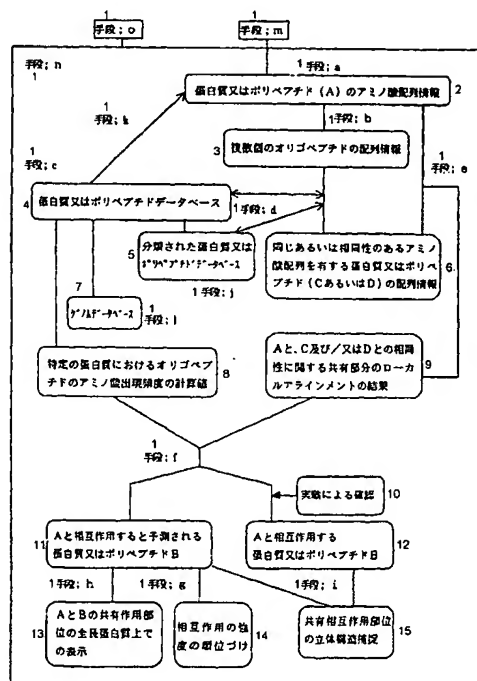 1
手段; o
1
手段; m
手段; n
1
1
手段; a
蛋白質又はポリペプチド (A) のアミノ酸配列情報
2
1
手段; k
1
手段; b
3
複数個のオリゴペプチドの配列情報
1
手段; c
1
手段; e
4
蛋白質又はポリペプチドデータベース
1
手段; d
5
分類された蛋白質又は
ポリペプチドデータベース
1手段; j
同じあるいは相同性のあるアミノ
酸配列を有する蛋白質又はポリペ
プチド (CあるいはD) の配列情報
6
7
ゲノムデータベース
1
手段; l
特定の蛋白質におけるオリゴペプ
チドのアミノ酸出現頻度の計算値
8
Aと、C及び/又はDとの相同
性に関する共有部分のローカ
ルアラインメントの結果
9
1
手段; f
実験による確認
10
11
Aと相互作用すると予測される
蛋白質又はポリペプチドB
Aと相互作用する
蛋白質又はポリペプチドB
12
1手段; h
1手段; g
1手段; i
AとBの共有作用部
位の全長蛋白質上で
の表示
13
相互作用の強
度の順位づけ
14
共有相互作用部位
の立体構造推定
15